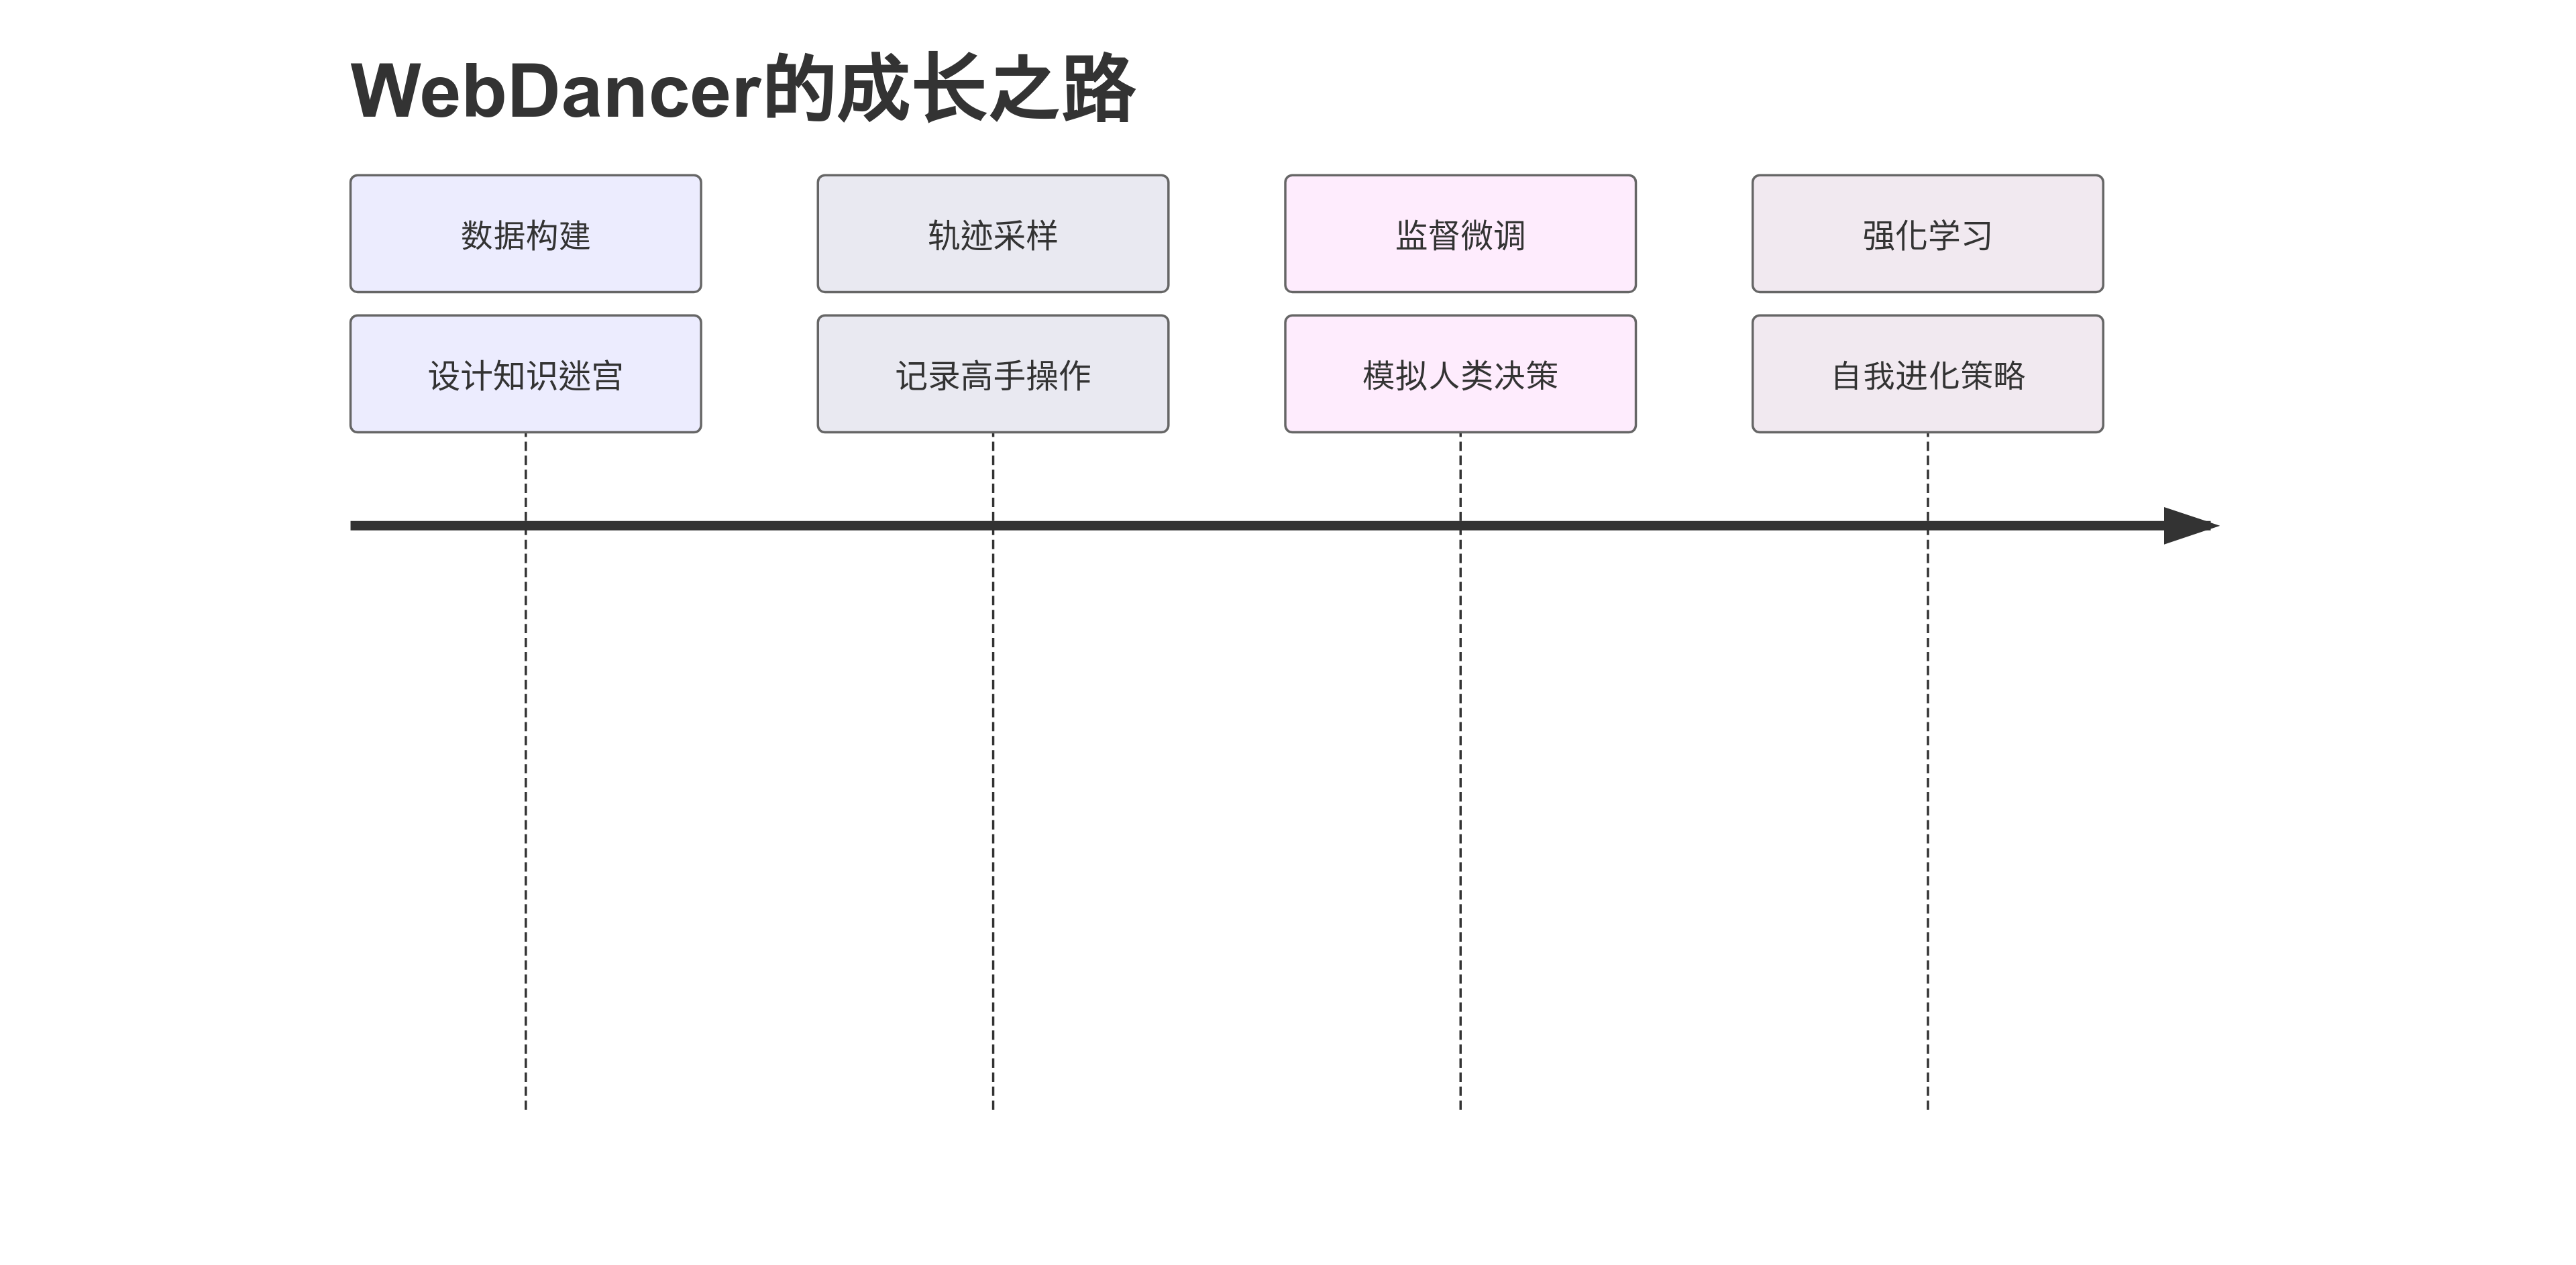 WebDancer的成长之路
数据构建
轨迹采样
监督微调
强化学习
设计知识迷宫
记录高手操作
模拟人类决策
自我进化策略